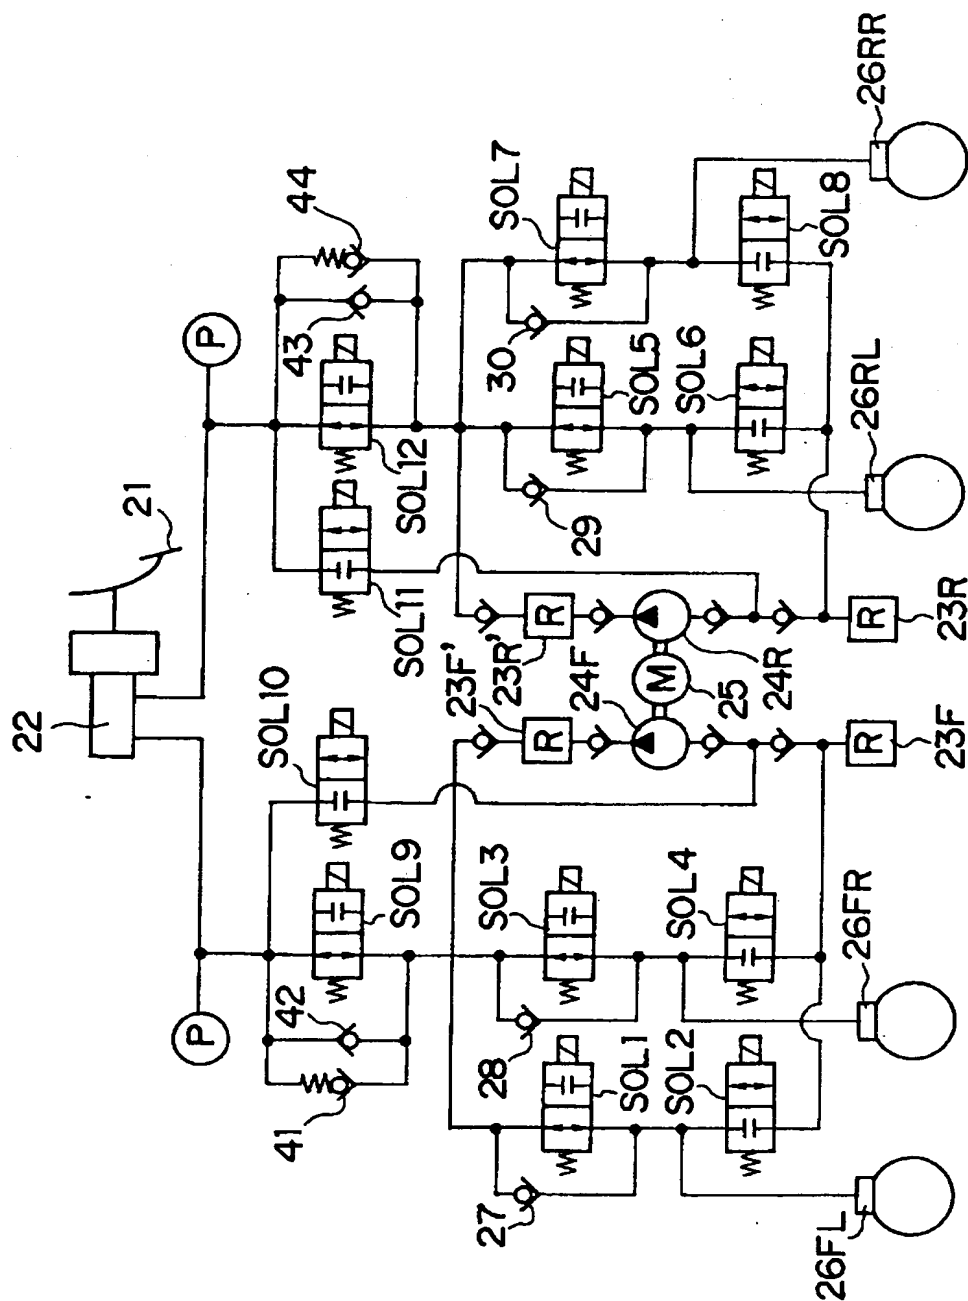 21
22
P
P
44
43
SOL12
SOL11
SOL10
SOL9
42
41
SOL7
30
SOL5
29
SOL8
SOL6
23R'
23F'
24F
R
R
M
25
24R
SOL3
28
SOL1
27
SOL4
SOL2
R
R
23R
23F
26RR
26RL
26FR
26FL